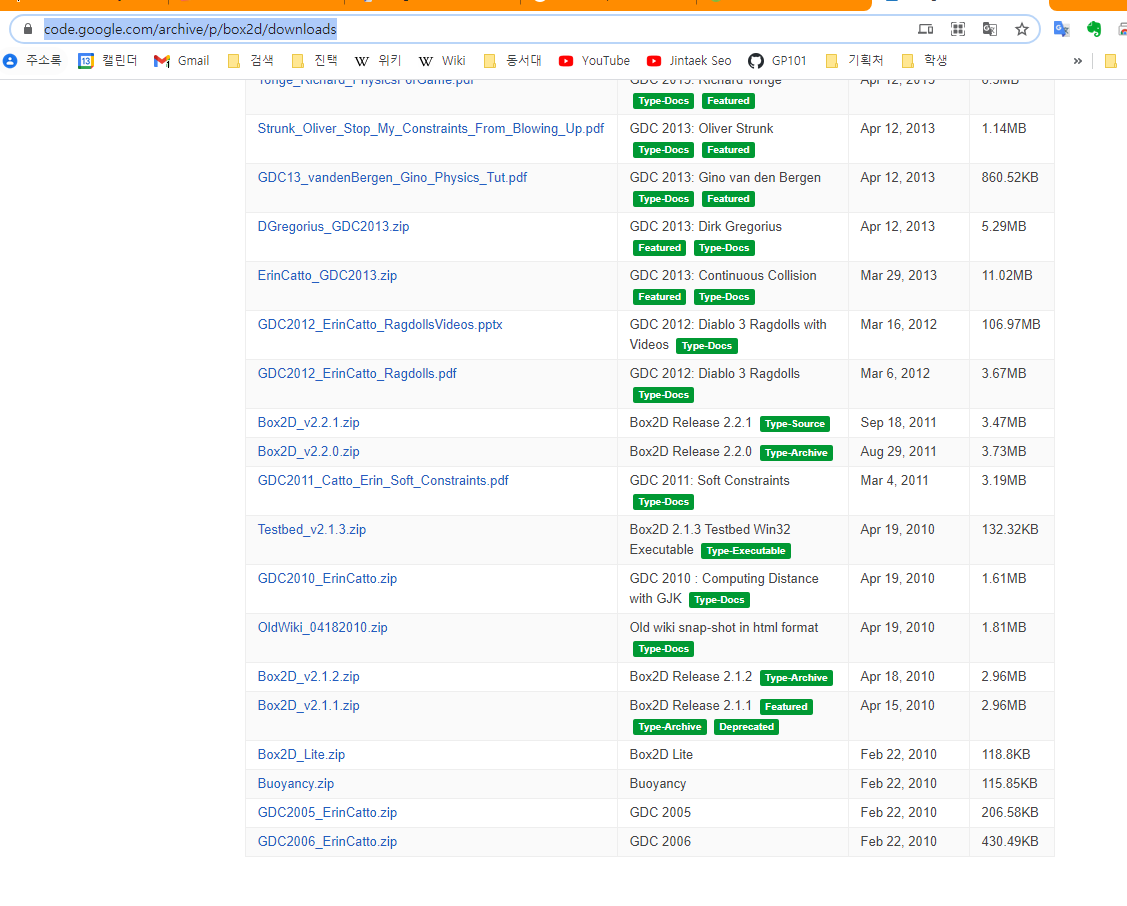 code.google.com/archive/p/box2d/downloads
주소록 캘린더 Gmail 검색 진택 위키 Wiki 동서대 YouTube Jintaek Seo GP101 기획처 학생 »
Tonge_Richard_PhysicsForGame.pdf GDC 2013: Richard Tonge Apr 12, 2013
Type-Docs Featured
Strunk_Oliver_Stop_My_Constraints_From_Blowing_Up.pdf GDC 2013: Oliver Strunk Apr 12, 2013 1.14MB
Type-Docs Featured
GDC13_vandenBergen_Gino_Physics_Tut.pdf GDC 2013: Gino van den Bergen Apr 12, 2013 860.52KB
Type-Docs Featured
DGregorius_GDC2013.zip GDC 2013: Dirk Gregorius Apr 12, 2013 5.29MB
Featured Type-Docs
ErinCatto_GDC2013.zip GDC 2013: Continuous Collision Mar 29, 2013 11.02MB
Featured Type-Docs
GDC2012_ErinCatto_RagdollsVideos.pptx GDC 2012: Diablo 3 Ragdolls with Mar 16, 2012 106.97MB
Videos Type-Docs
GDC2012_ErinCatto_Ragdolls.pdf GDC 2012: Diablo 3 Ragdolls Mar 6, 2012 3.67MB
Type-Docs
Box2D_v2.2.1.zip Box2D Release 2.2.1 Type-Source Sep 18, 2011 3.47MB
Box2D_v2.2.0.zip Box2D Release 2.2.0 Type-Archive Aug 29, 2011 3.73MB
GDC2011_Catto_Erin_Soft_Constraints.pdf GDC 2011: Soft Constraints Mar 4, 2011 3.19MB
Type-Docs
Testbed_v2.1.3.zip Box2D 2.1.3 Testbed Win32 Apr 19, 2010 132.32KB
Executable Type-Executable
GDC2010_ErinCatto.zip GDC 2010 : Computing Distance Apr 19, 2010 1.61MB
with GJK Type-Docs
OldWiki_04182010.zip Old wiki snap-shot in html format Apr 19, 2010 1.81MB
Type-Docs
Box2D_v2.1.2.zip Box2D Release 2.1.2 Type-Archive Apr 18, 2010 2.96MB
Box2D_v2.1.1.zip Box2D Release 2.1.1 Featured Apr 15, 2010 2.96MB
Type-Archive Deprecated
Box2D_Lite.zip Box2D Lite Feb 22, 2010 118.8KB
Buoyancy.zip Buoyancy Feb 22, 2010 115.85KB
GDC2005_ErinCatto.zip GDC 2005 Feb 22, 2010 206.58KB
GDC2006_ErinCatto.zip GDC 2006 Feb 22, 2010 430.49KB